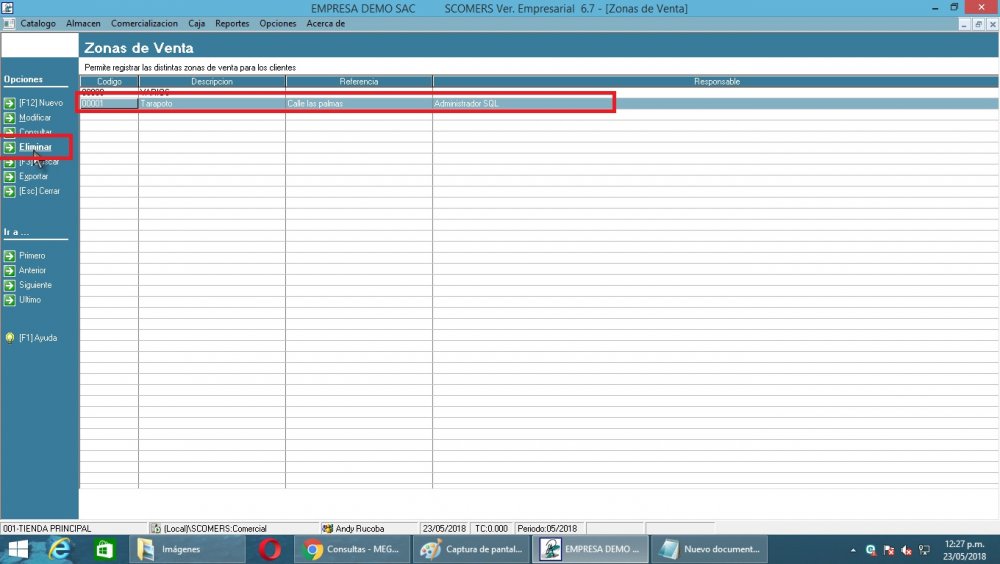 EMPRESA DEMO SAC SCOMERS Ver. Empresarial 6.7 - [Zonas de Venta]
Catalogo Almacen Comercializacion Caja Reportes Opciones Acerca de
Zonas de Venta
Permite registrar las distintas zonas de venta para los clientes
Opciones
Codigo Descripcion Referencia Responsable
00000 VARIOS
00001 Tarapoto Calle las palmas Administrador SQL
[F12] Nuevo
Modificar
Consultar
Eliminar
[F3] Buscar
Exportar
[Esc] Cerrar
Ir a ...
Primero
Anterior
Siguiente
Ultimo
[F1] Ayuda
001-TIENDA PRINCIPAL (Local)\SCOMERS:Comercial Andy Rucoba 23/05/2018 TC:0.000 Periodo:05/2018
Imágenes Consultas - MEG... Captura de pantal... EMPRESA DEMO ... Nuevo document... 12:27 p.m.
23/05/2018